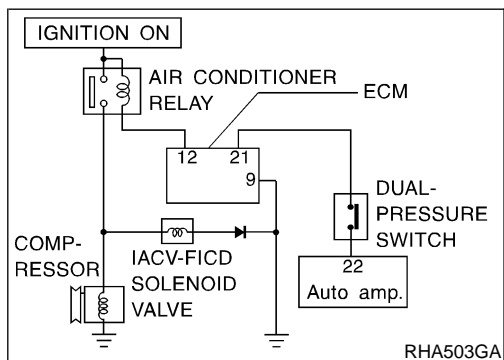 IGNITION ON
AIR CONDITIONER
RELAY
ECM
12
21
9
DUAL-
PRESSURE
SWITCH
COMP-
RESSOR
IACV-FICD
SOLENOID
VALVE
22
Auto amp.
RHA503GA